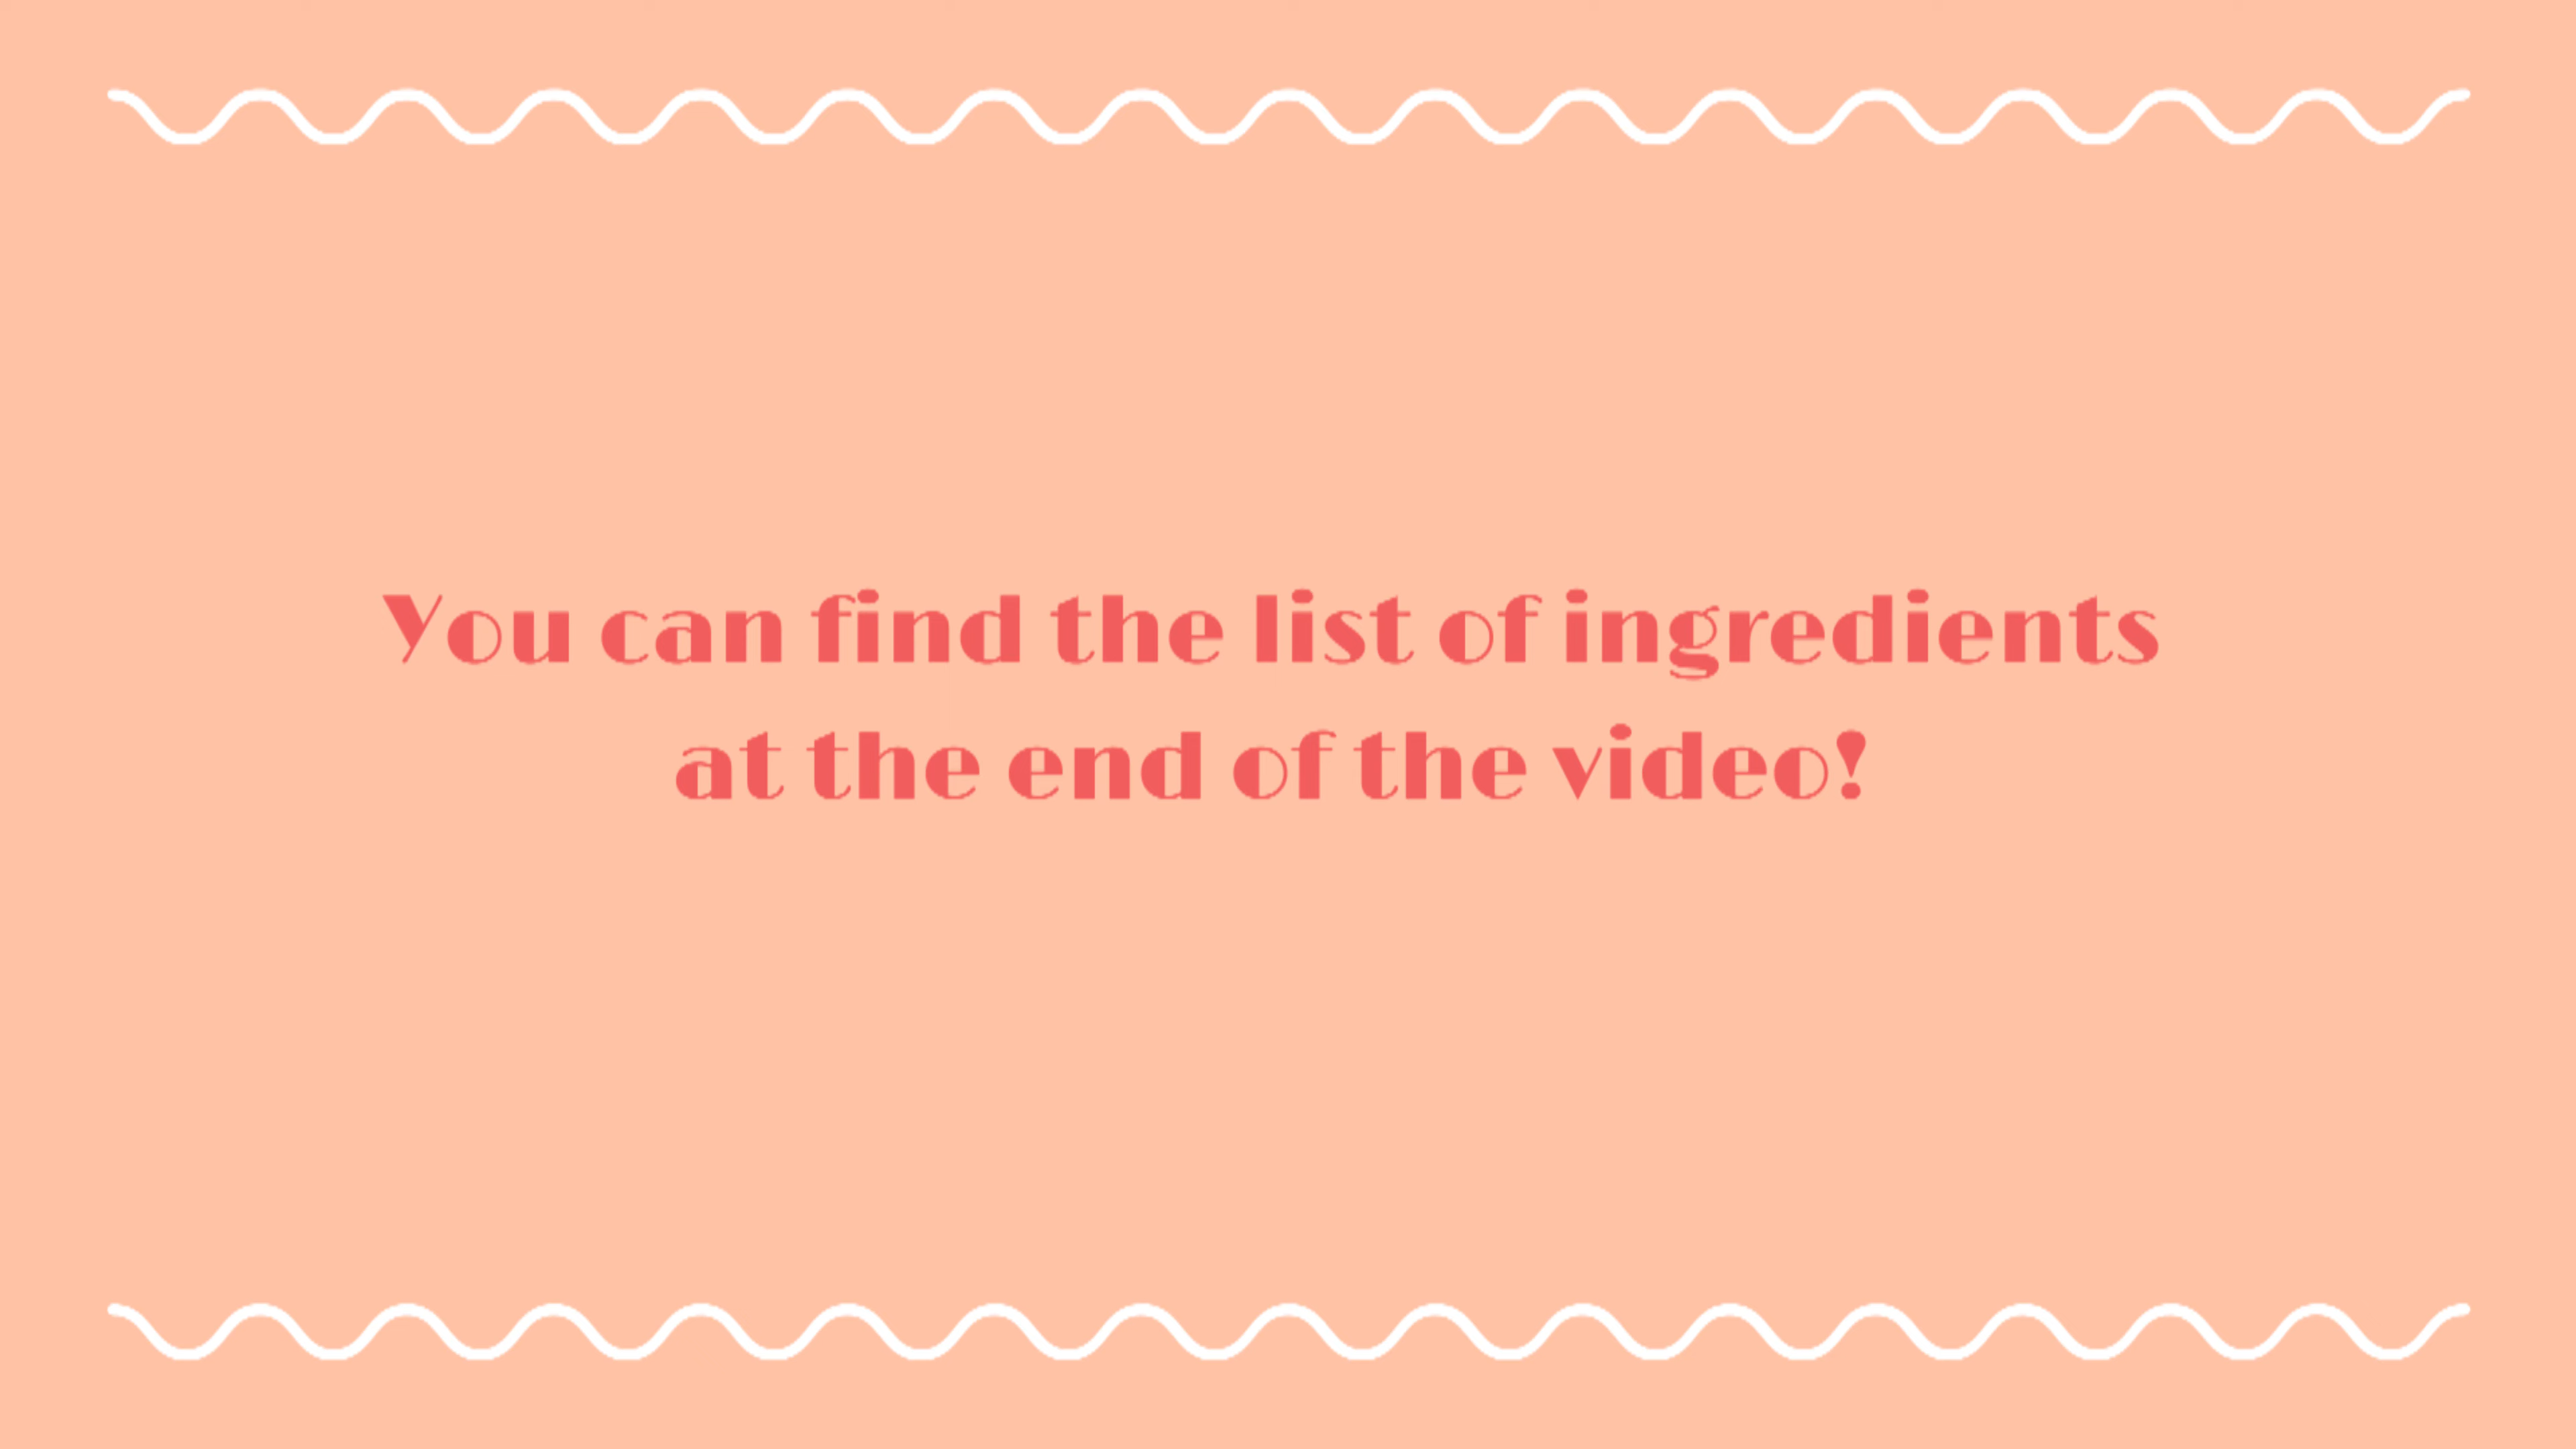 You can find the list of ingredients
at the end of the video!